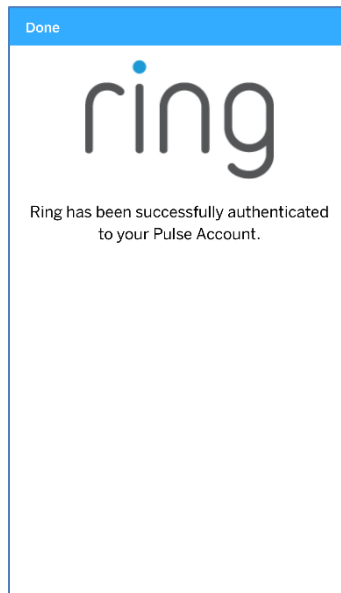 Done
ring
Ring has been successfully authenticated
to your Pulse Account.